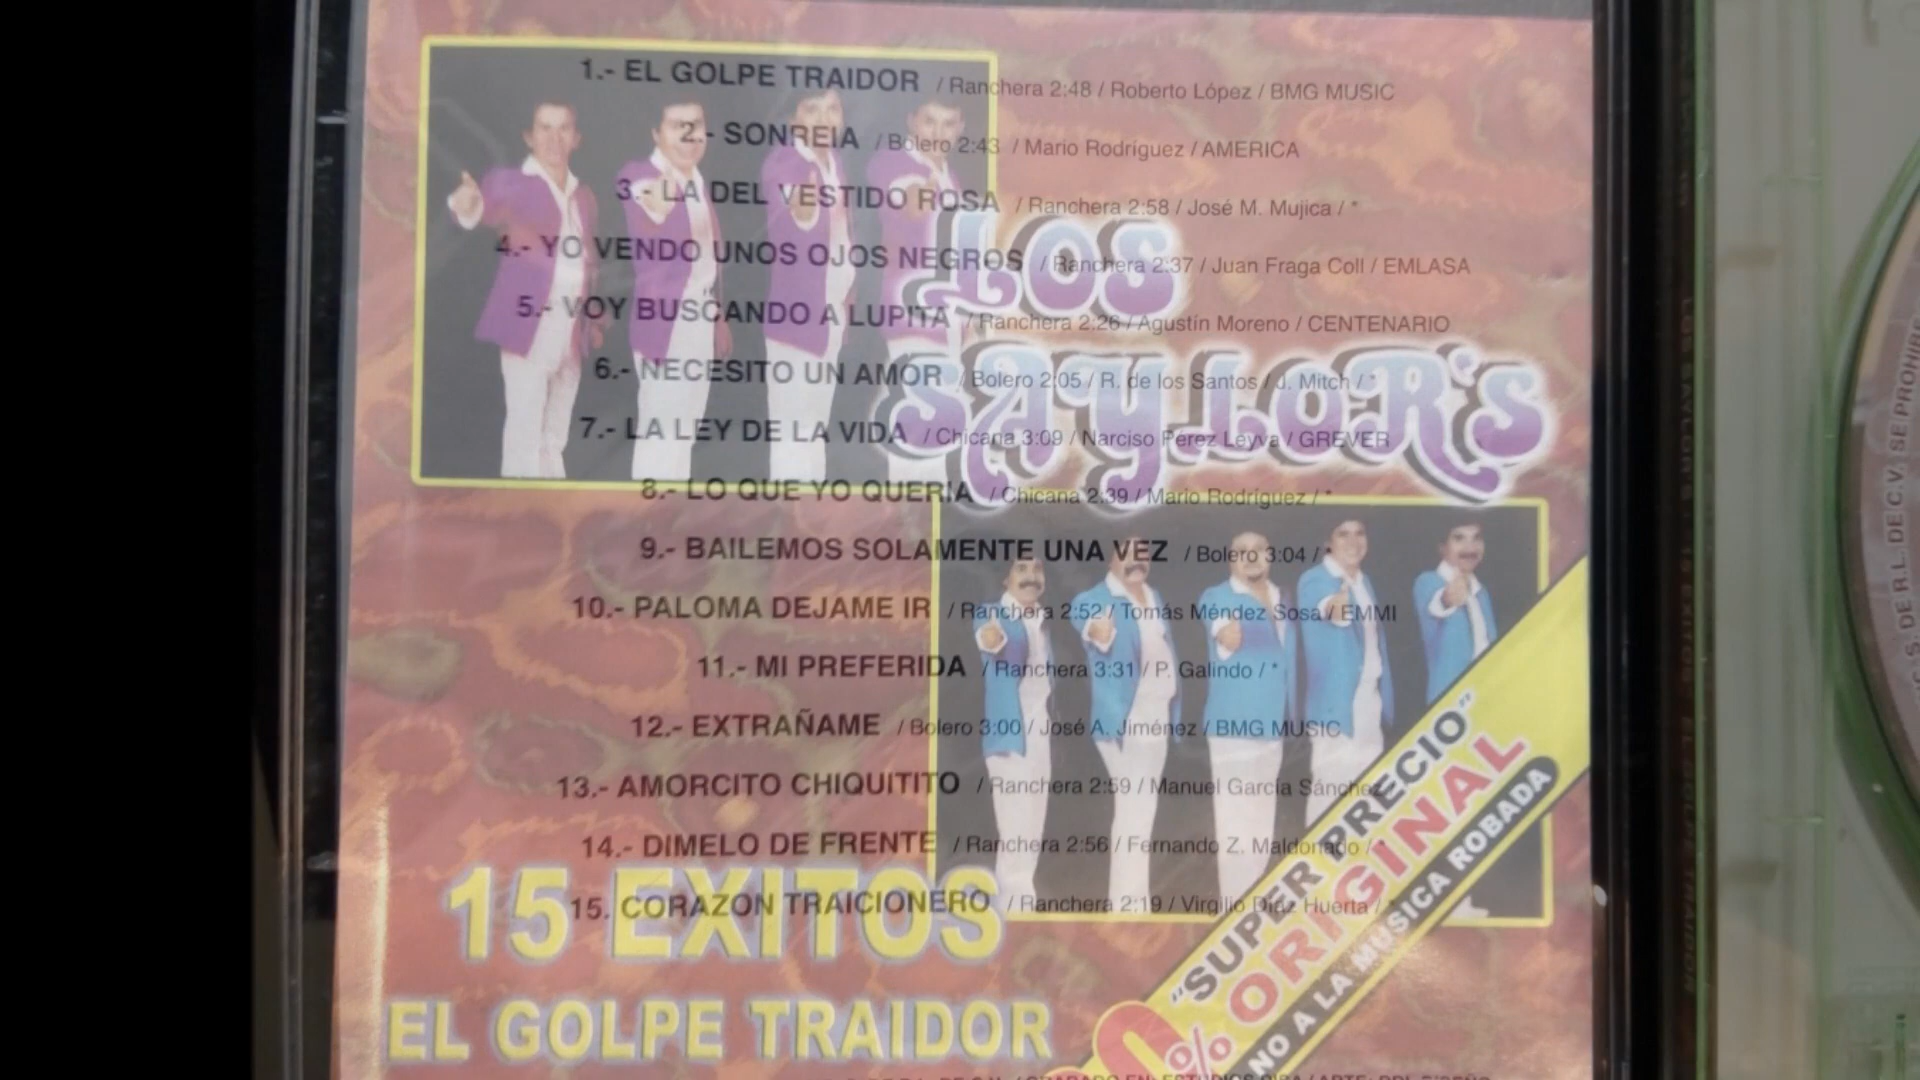 1.- EL GOLPE TRAIDOR / Ranchera 2:48 / Roberto López / BMG MUSIC
2.- SONREIA / Bolero 2:43 / Mario Rodríguez / AMERICA
3.- LA DEL VESTIDO ROSA / Ranchera 2:58 / José M. Mujica / *
4.- YO VENDO UNOS OJOS NEGROS / Ranchera 2:37 / Juan Fraga Coll / EMLASA
5.- VOY BUSCANDO A LUPITA / Ranchera 2:26 / Agustín Moreno / CENTENARIO
6.- NECESITO UN AMOR / Bolero 2:05 / R. de los Santos / J. Mitch / *
7.- LA LEY DE LA VIDA / Chicana 3:09 / Narciso Pérez Leyva / GREVER
8.- LO QUE YO QUERIA / Chicana 2:39 / Mario Rodríguez / *
9.- BAILEMOS SOLAMENTE UNA VEZ / Bolero 3:04 / *
10.- PALOMA DEJAME IR / Ranchera 2:52 / Tomás Méndez Sosa / EMMI
11.- MI PREFERIDA / Ranchera 3:31 / P. Galindo / *
12.- EXTRAÑAME / Bolero 3:00 / José A. Jiménez / BMG MUSIC
13.- AMORCITO CHIQUITITO / Ranchera 2:59 / Manuel García Sánchez
14.- DIMELO DE FRENTE / Ranchera 2:56 / Fernando Z. Maldonado / *
15. CORAZON TRAICIONERO / Ranchera 2:19 / Virgilio Díaz Huerta / *
LOS
SAYLOR'S
15 EXITOS
EL GOLPE TRAIDOR
"SUPER PRECIO"
% ORIGINAL
NO A LA MUSICA ROBADA
S. DE R.L. DE C.V. SE PROHIBE